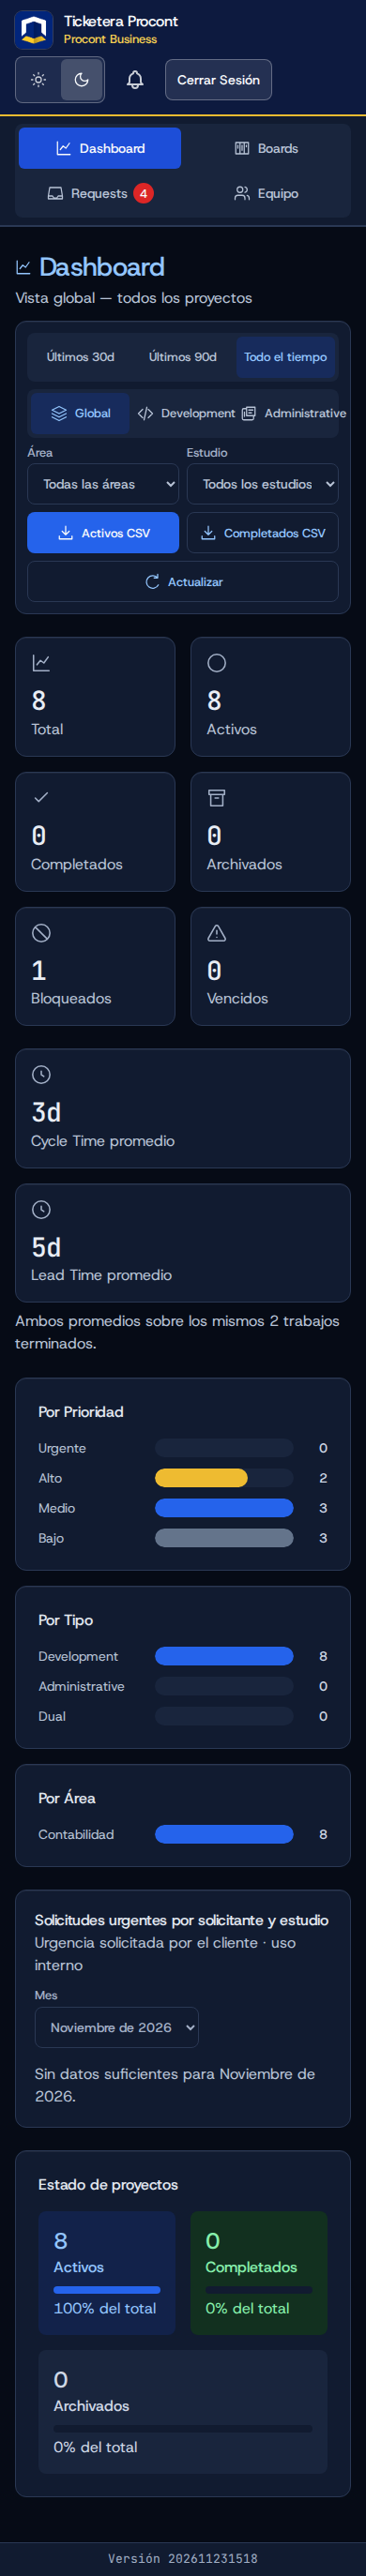 Ticketera Procont
Procont Business
Cerrar Sesión
Dashboard
Boards
Requests 4
Equipo
Dashboard
Vista global — todos los proyectos
Últimos 30d
Últimos 90d
Todo el tiempo
Global
Development
Administrative
Área
Estudio
Todas las áreas
Todos los estudios
Activos CSV
Completados CSV
Actualizar
8
Total
8
Activos
0
Completados
0
Archivados
1
Bloqueados
0
Vencidos
3d
Cycle Time promedio
5d
Lead Time promedio
Ambos promedios sobre los mismos 2 trabajos
terminados.
Por Prioridad
Urgente 0
Alto 2
Medio 3
Bajo 3
Por Tipo
Development 8
Administrative 0
Dual 0
Por Área
Contabilidad 8
Solicitudes urgentes por solicitante y estudio
Urgencia solicitada por el cliente · uso
interno
Mes
Noviembre de 2026
Sin datos suficientes para Noviembre de
2026.
Estado de proyectos
8
Activos
100% del total
0
Completados
0% del total
0
Archivados
0% del total
Versión 202611231518